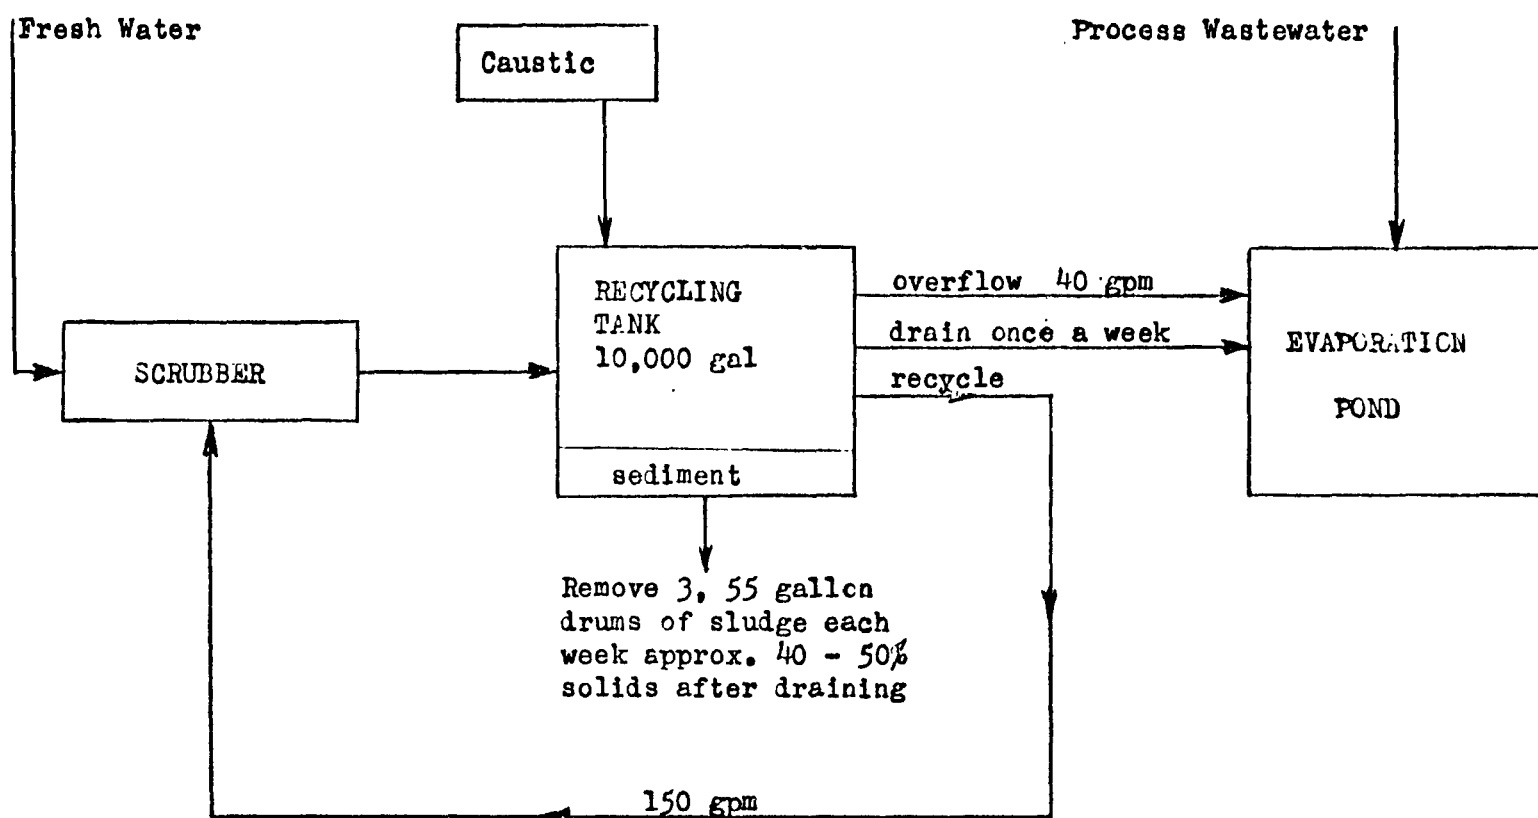 Fresh Water
Caustic
Process Wastewater
RECYCLING
TANK
10,000 gal
sediment
SCRUBBER
overflow 40 gpm
drain once a week
recycle
EVAPORATION
POND
Remove 3, 55 gallon
drums of sludge each
week approx. 40 - 50%
solids after draining
150 gpm